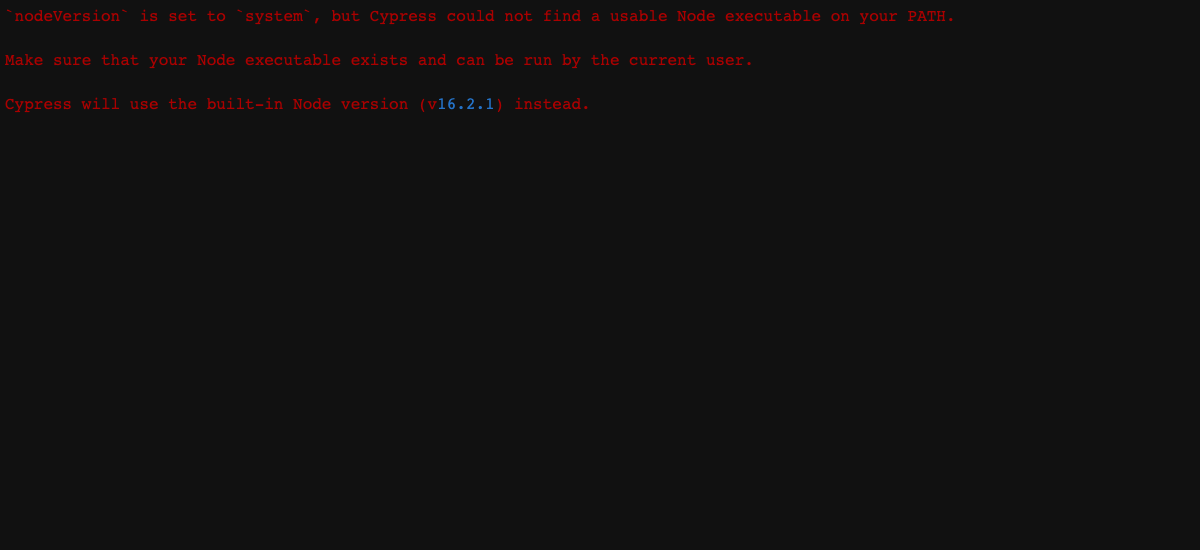 `nodeVersion` is set to `system`, but Cypress could not find a usable Node executable on your PATH.
Make sure that your Node executable exists and can be run by the current user.
Cypress will use the built-in Node version (v16.2.1) instead.